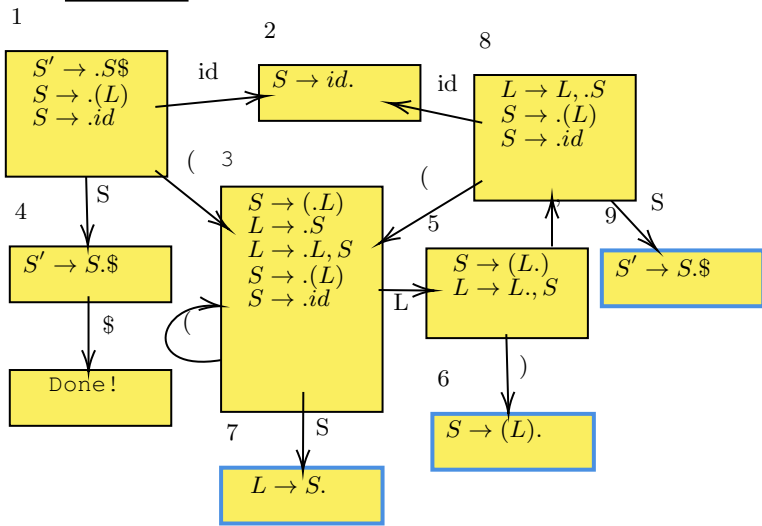 1
S′ → .S$
S → .(L)
S → .id
id
2
S → id.
8
id
L → L, .S
S → .(L)
S → .id
( 3
S → (.L)
L → .S
L → .L, S
S → .(L)
S → .id
(
S
4
S′ → S.$
$
Done!
(
5
L
S → (L.)
L → L., S
,
9
S
S′ → S.$
)
6
S → (L).
7
S
L → S.